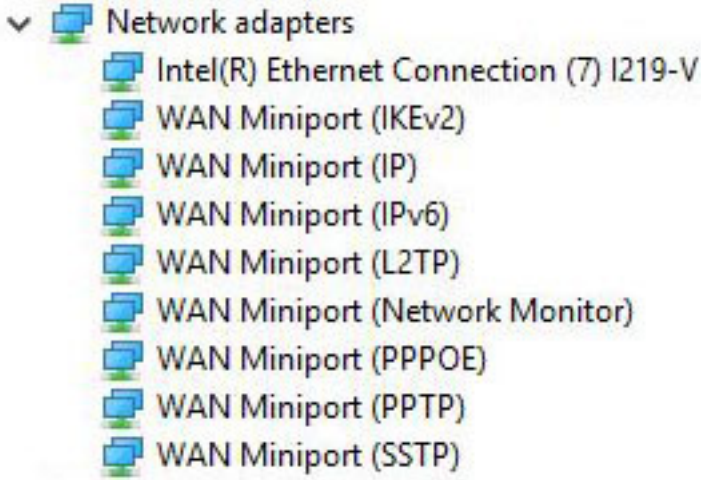 Network adapters
Intel(R) Ethernet Connection (7) I219-V
WAN Miniport (IKEv2)
WAN Miniport (IP)
WAN Miniport (IPv6)
WAN Miniport (L2TP)
WAN Miniport (Network Monitor)
WAN Miniport (PPPOE)
WAN Miniport (PPTP)
WAN Miniport (SSTP)